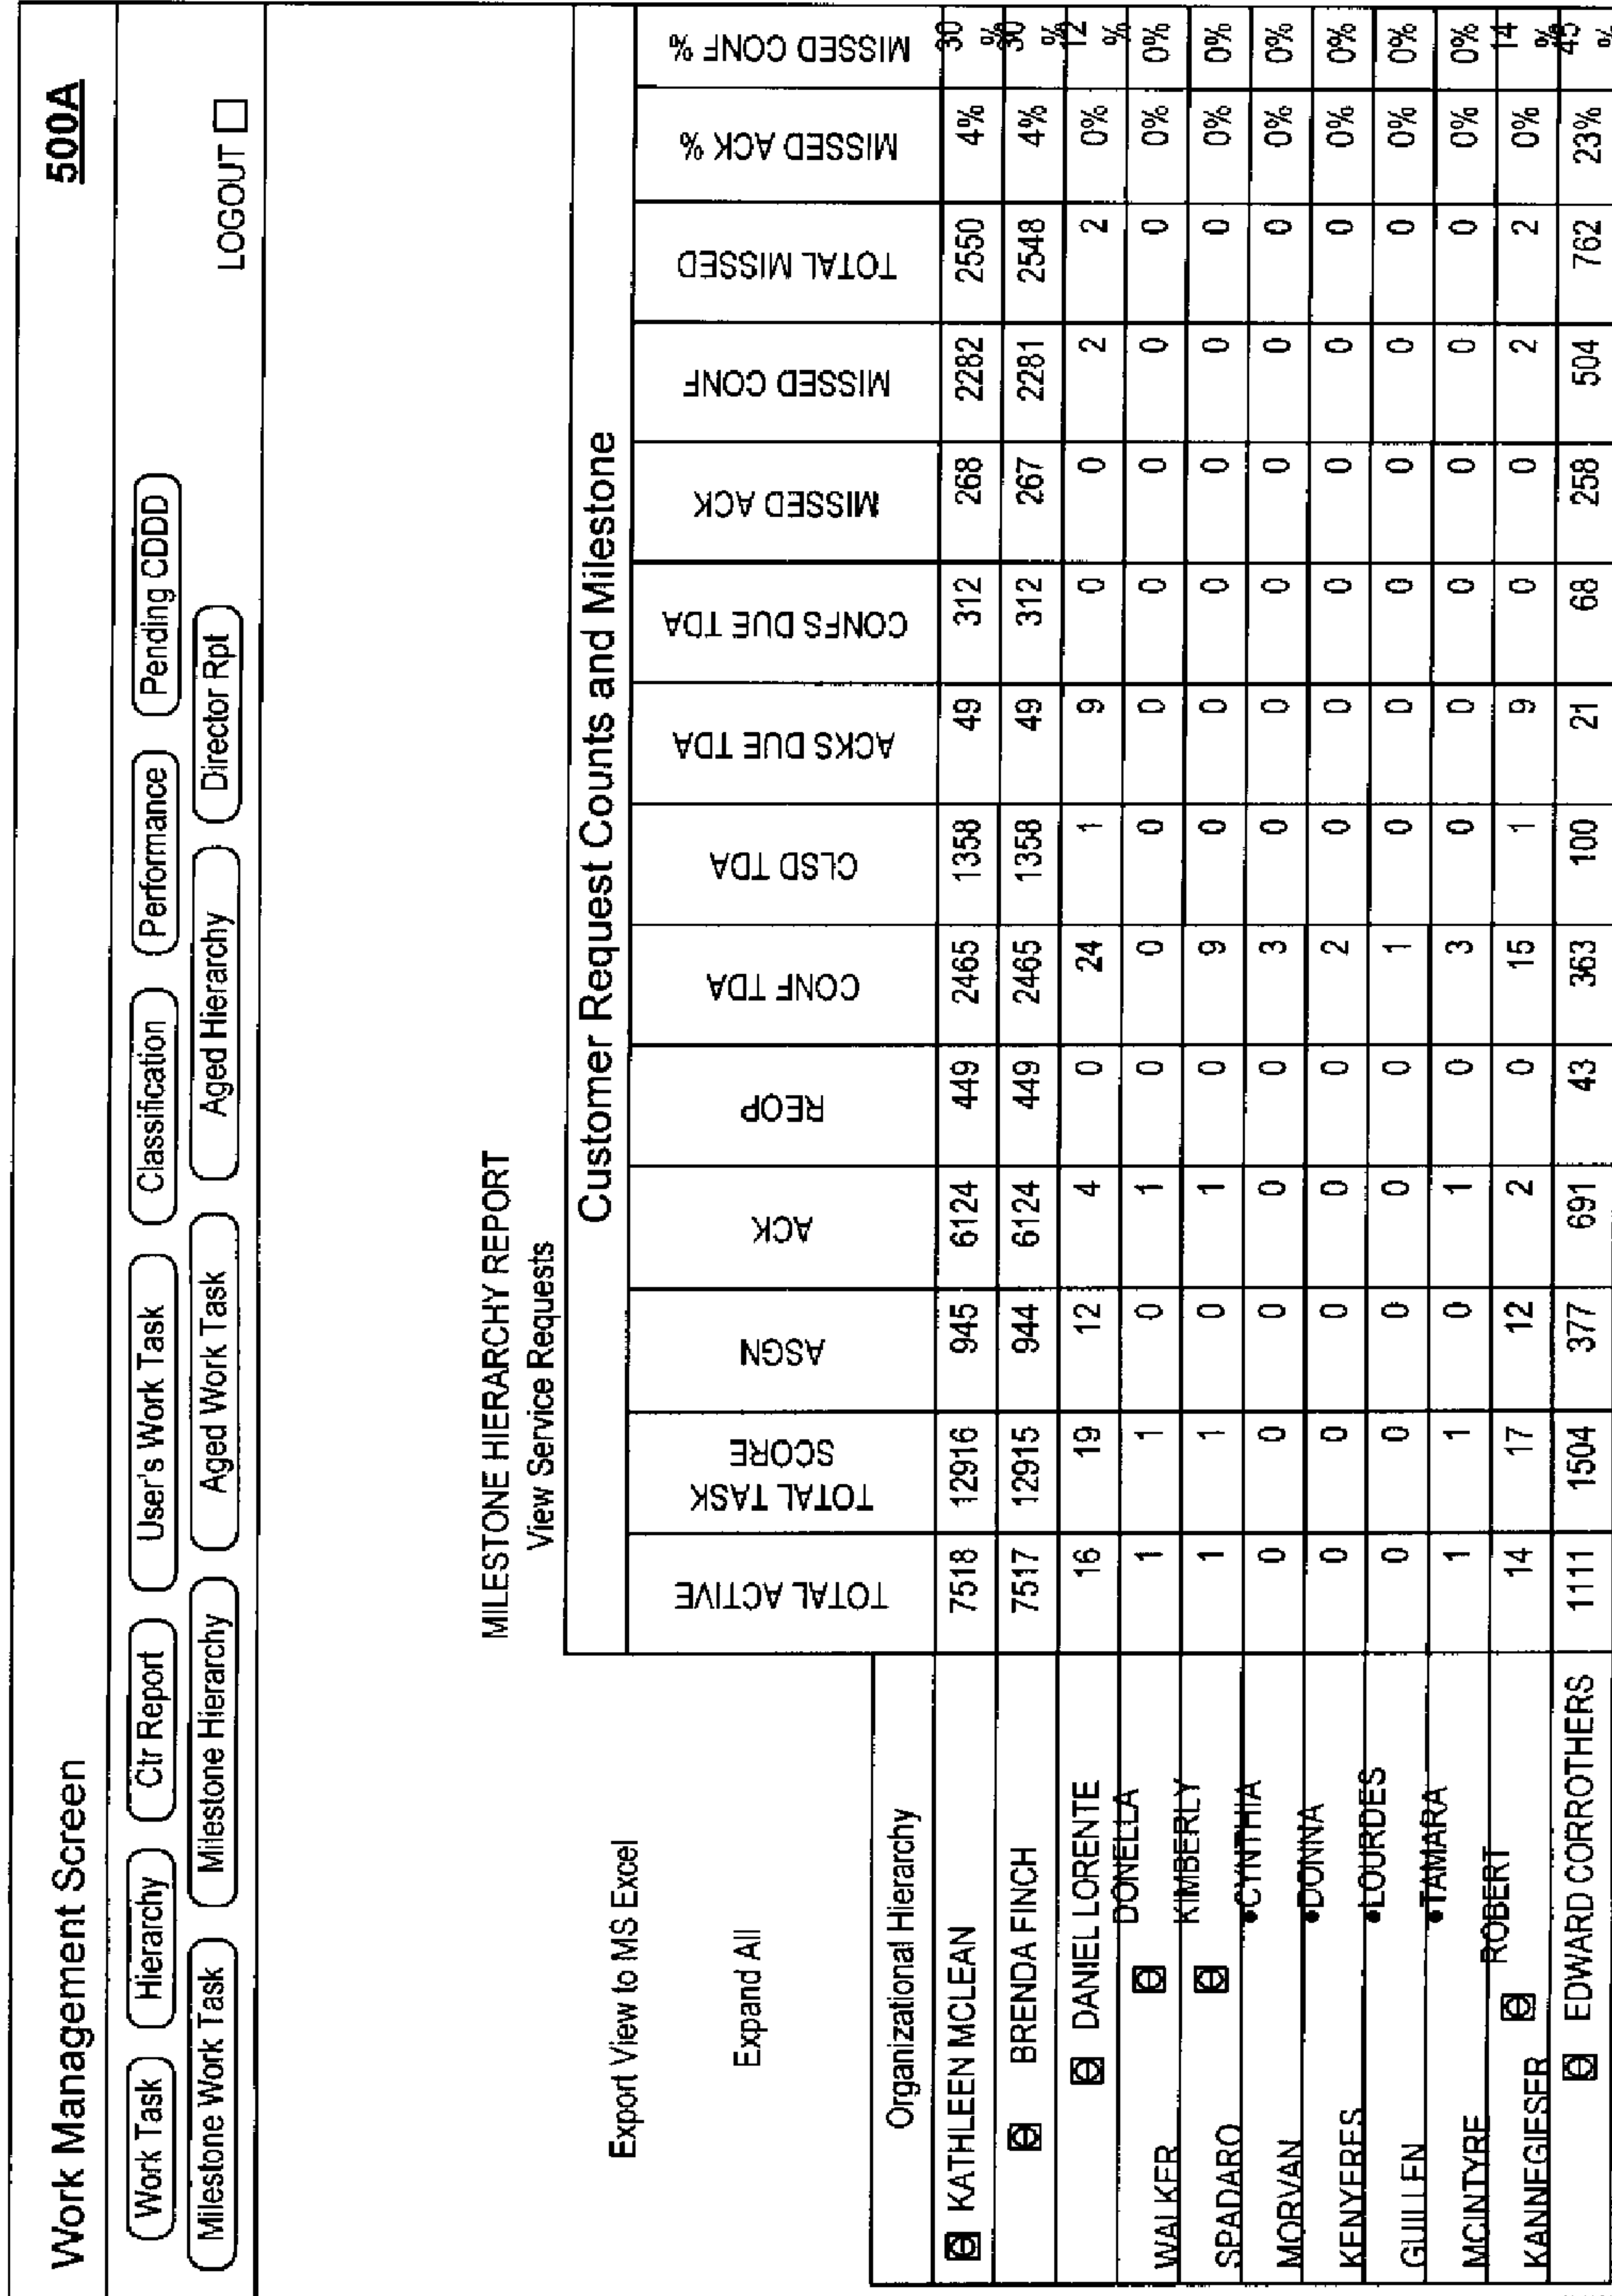 500A
Work Management Screen
LOGOUT
Work Task Hierarchy Ctr Report User's Work Task Classification Performance Pending CDDD
Milestone Work Task Milestone Hierarchy Aged Work Task Aged Hierarchy Director Rpt
MILESTONE HIERARCHY REPORT
View Service Requests
Export View to MS Excel
Expand All
Customer Request Counts and Milestone
Organizational Hierarchy TOTAL ACTIVE TOTAL TASK SCORE ASGN ACK REOP CONF TDA CLSD TDA ACKS DUE TDA CONFS DUE TDA MISSED ACK MISSED CONF TOTAL MISSED MISSED ACK % MISSED CONF %
KATHLEEN MCLEAN 7518 12916 945 6124 449 2465 1358 49 312 268 2282 2550 4% 30 %
BRENDA FINCH 7517 12915 944 6124 449 2465 1358 49 312 267 2281 2548 4% 30 %
DANIEL LORENTE 16 19 12 4 0 24 1 9 0 0 2 2 0% 12 %
DONELLA
WALKER 1 1 0 1 0 0 0 0 0 0 0 0 0% 0%
KIMBERLY
SPADARO 1 1 0 1 0 9 0 0 0 0 0 0 0% 0%
•CYNTHIA
MORVAN 0 0 0 0 0 3 0 0 0 0 0 0 0% 0%
•DONNA
KENYERES 0 0 0 0 0 2 0 0 0 0 0 0 0% 0%
•LOURDES
GUILLEN 0 0 0 0 0 1 0 0 0 0 0 0 0% 0%
•TAMARA
MCINTYRE 1 1 0 1 0 3 0 0 0 0 0 0 0% 0%
ROBERT
KANNEGIESER 14 17 12 2 0 15 1 9 0 0 2 2 0% 14 %
EDWARD CORROTHERS 1111 1504 377 691 43 363 100 21 68 258 504 762 23% 45 %